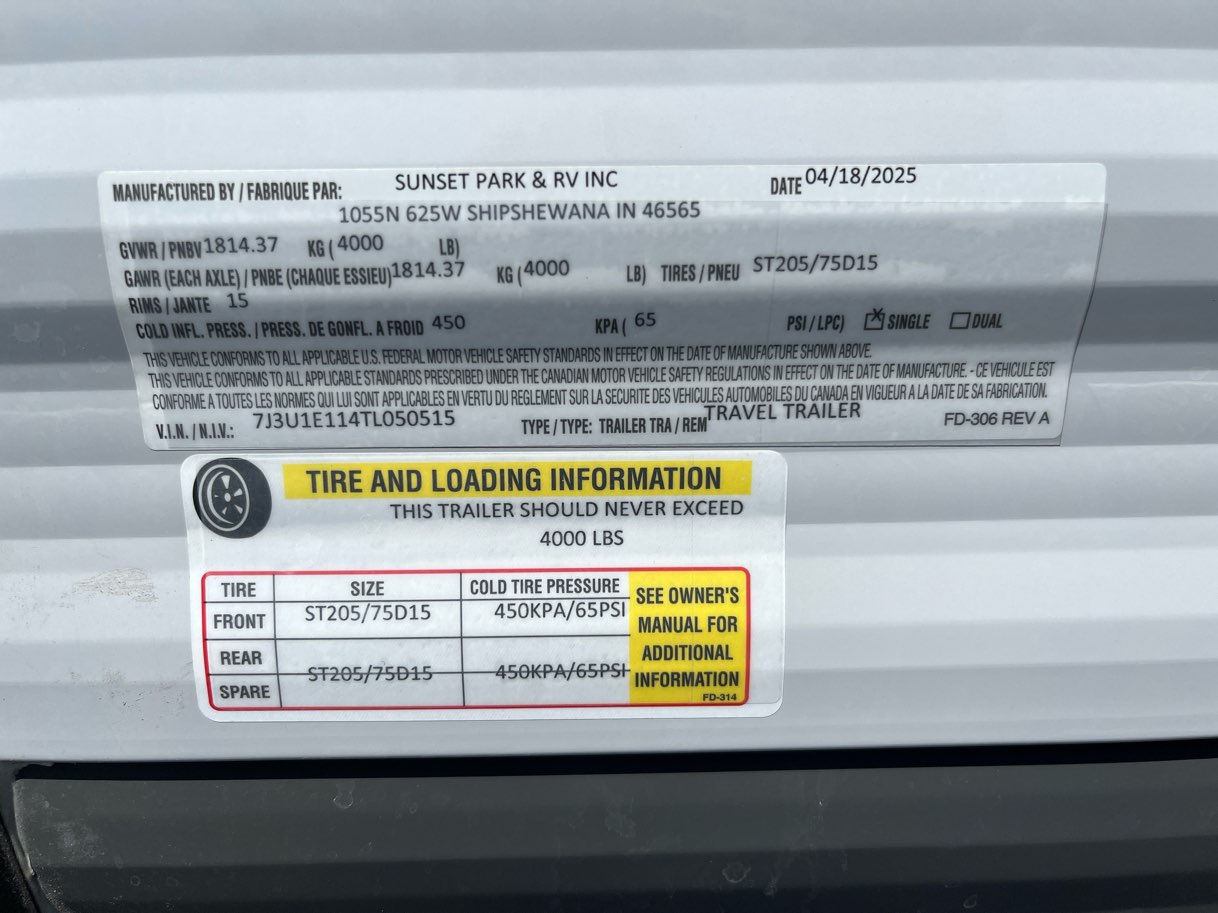 MANUFACTURED BY / FABRIQUE PAR: SUNSET PARK & RV INC DATE 04/18/2025
1055N 625W SHIPSHEWANA IN 46565
GVWR / PNBV 1814.37 KG ( 4000 LB)
GAWR (EACH AXLE) / PNBE (CHAQUE ESSIEU) 1814.37 KG ( 4000 LB) TIRES / PNEU ST205/75D15
RIMS / JANTE 15
COLD INFL. PRESS. / PRESS. DE GONFL. A FROID 450 KPA ( 65 PSI / LPC) ☒ SINGLE ☐ DUAL
THIS VEHICLE CONFORMS TO ALL APPLICABLE U.S. FEDERAL MOTOR VEHICLE SAFETY STANDARDS IN EFFECT ON THE DATE OF MANUFACTURE SHOWN ABOVE.
THIS VEHICLE CONFORMS TO ALL APPLICABLE STANDARDS PRESCRIBED UNDER THE CANADIAN MOTOR VEHICLE SAFETY REGULATIONS IN EFFECT ON THE DATE OF MANUFACTURE. - CE VEHICULE EST
CONFORME A TOUTES LES NORMES QUI LUI SONT APPLICABLES EN VERTU DU REGLEMENT SUR LA SECURITE DES VEHICULES AUTOMOBILES DU CANADA EN VIGUEUR A LA DATE DE SA FABRICATION.
V.I.N. / N.I.V.: 7J3U1E114TL050515 TYPE / TYPE: TRAILER TRA / REM TRAVEL TRAILER FD-306 REV A
TIRE AND LOADING INFORMATION
THIS TRAILER SHOULD NEVER EXCEED
4000 LBS
TIRE SIZE COLD TIRE PRESSURE
FRONT ST205/75D15 450KPA/65PSI
REAR
SPARE ST205/75D15 450KPA/65PSI
SEE OWNER'S
MANUAL FOR
ADDITIONAL
INFORMATION
FD-314